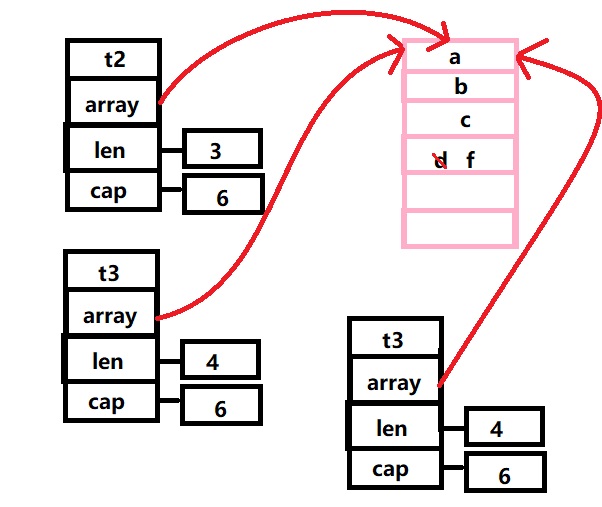 t2
array
len 3
cap 6
a
b
c
d f
t3
array
len 4
cap 6
t3
array
len 4
cap 6